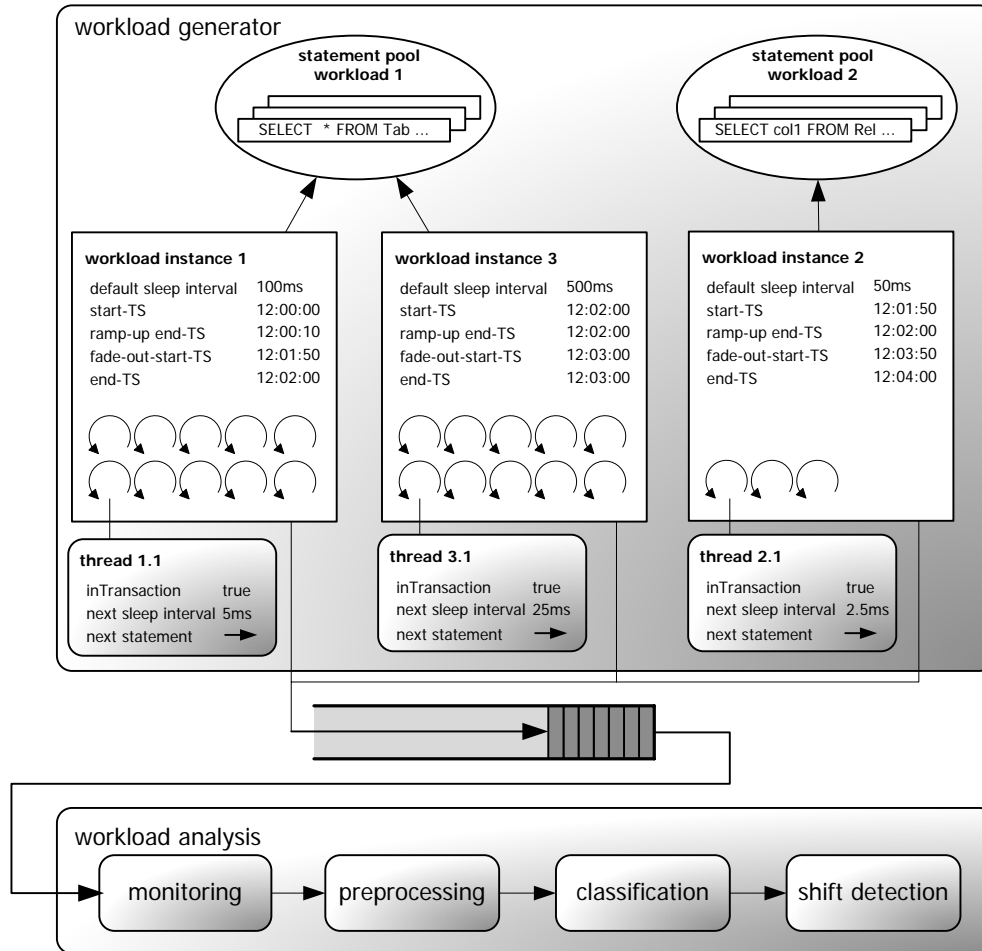 workload generator
statement pool
workload 1
SELECT * FROM Tab ...
statement pool
workload 2
SELECT col1 FROM Rel ...
workload instance 1
default sleep interval 100ms
start-TS 12:00:00
ramp-up end-TS 12:00:10
fade-out-start-TS 12:01:50
end-TS 12:02:00
workload instance 3
default sleep interval 500ms
start-TS 12:02:00
ramp-up end-TS 12:02:00
fade-out-start-TS 12:03:00
end-TS 12:03:00
workload instance 2
default sleep interval 50ms
start-TS 12:01:50
ramp-up end-TS 12:02:00
fade-out-start-TS 12:03:50
end-TS 12:04:00
thread 1.1
inTransaction true
next sleep interval 5ms
next statement
thread 3.1
inTransaction true
next sleep interval 25ms
next statement
thread 2.1
inTransaction true
next sleep interval 2.5ms
next statement
workload analysis
monitoring
preprocessing
classification
shift detection